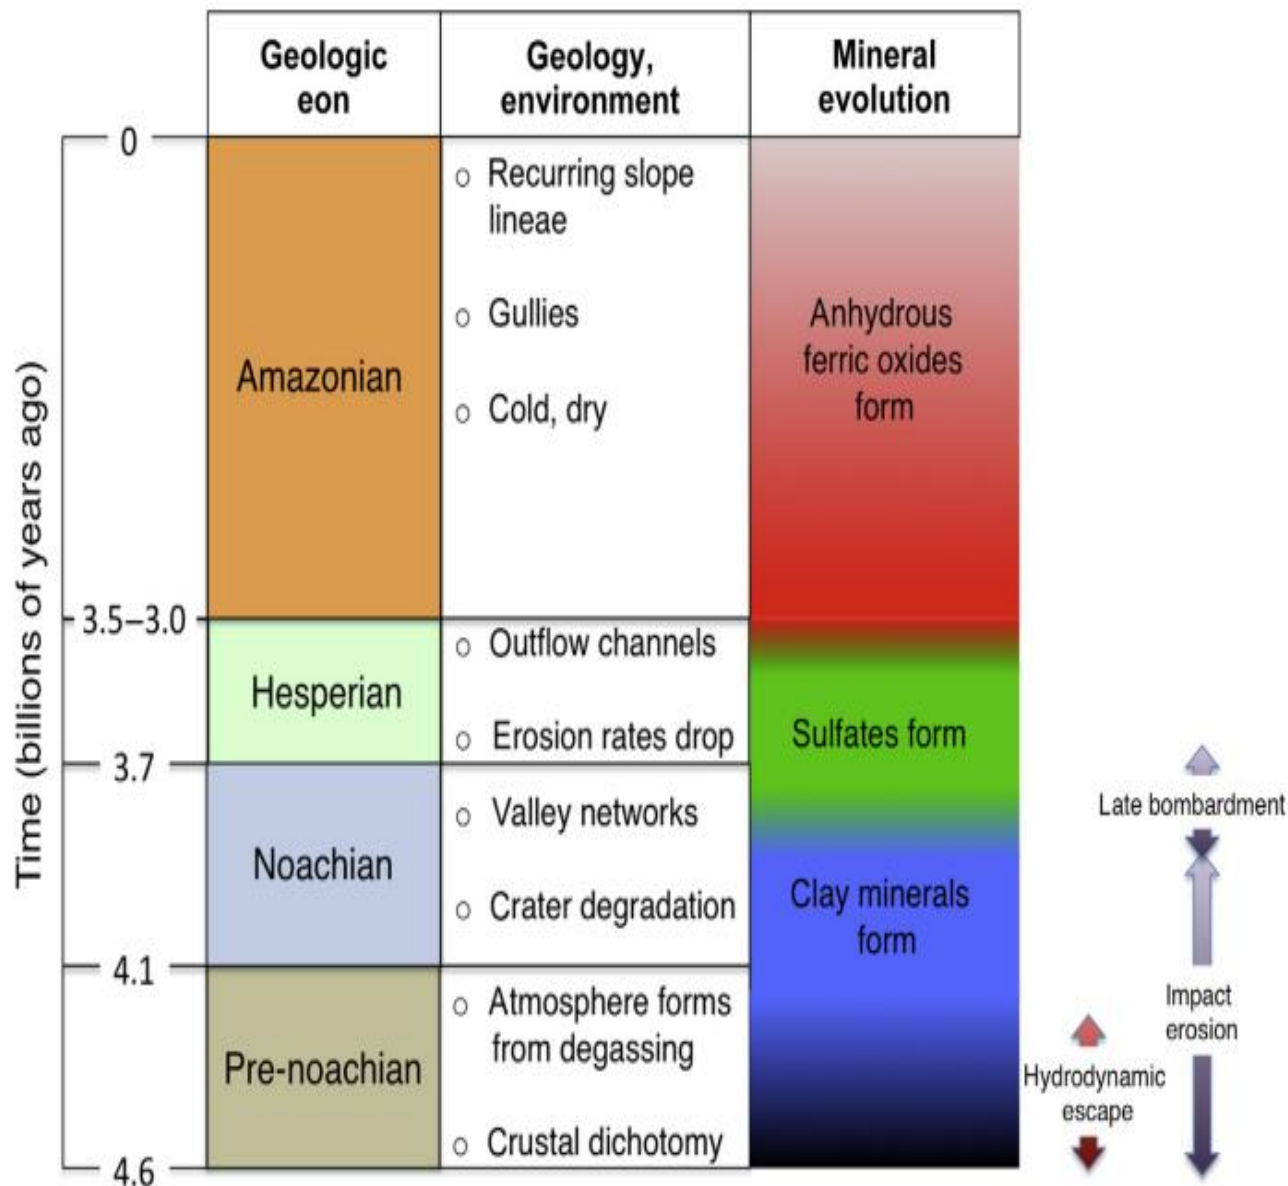 Geologic
eon
Geology,
environment
Mineral
evolution
Time (billions of years ago)
0
3.5–3.0
3.7
4.1
4.6
Amazonian
Hesperian
Noachian
Pre-noachian
○ Recurring slope
lineae
○ Gullies
○ Cold, dry
○ Outflow channels
○ Erosion rates drop
○ Valley networks
○ Crater degradation
○ Atmosphere forms
from degassing
○ Crustal dichotomy
Anhydrous
ferric oxides
form
Sulfates form
Clay minerals
form
Late bombardment
Impact
erosion
Hydrodynamic
escape